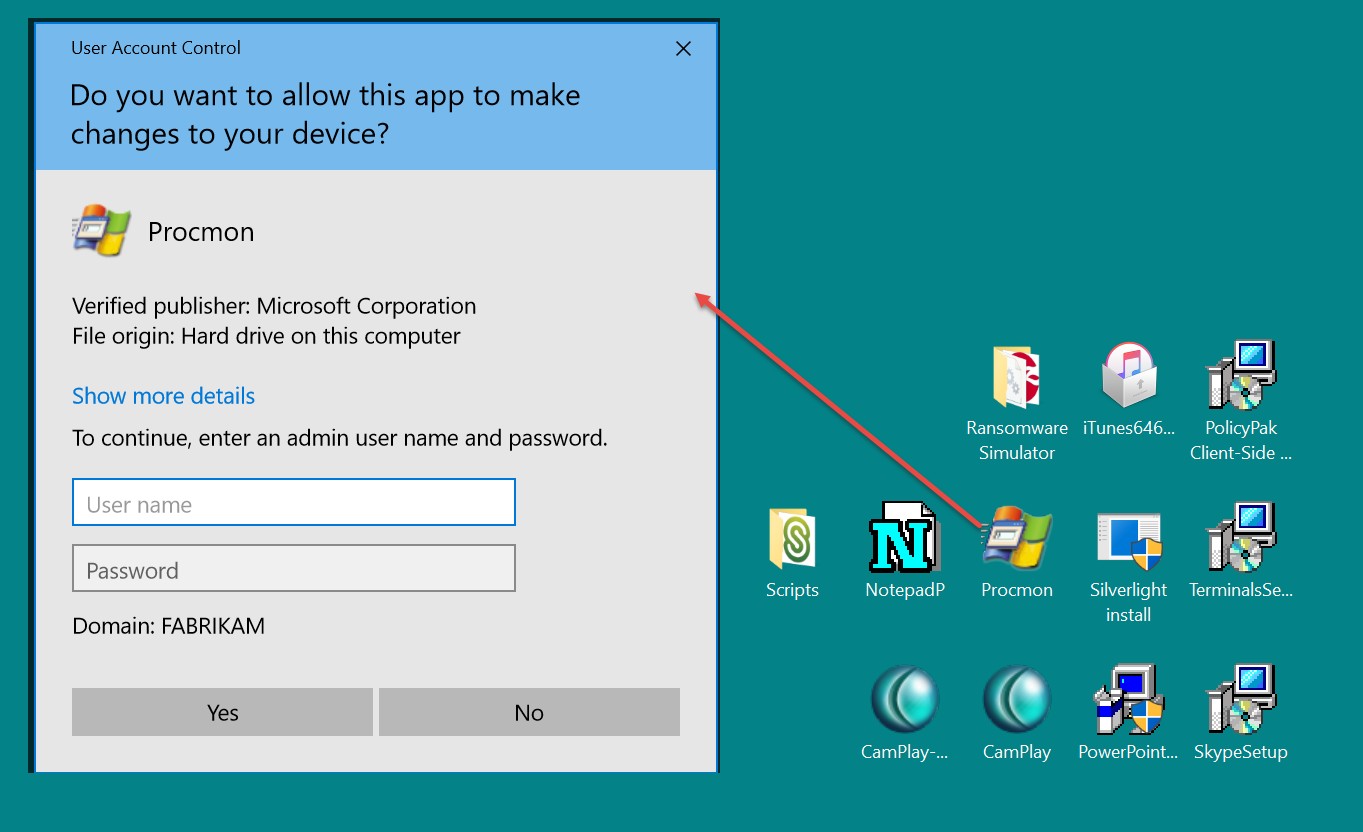 User Account Control
Do you want to allow this app to make
changes to your device?
Procmon
Verified publisher: Microsoft Corporation
File origin: Hard drive on this computer
Show more details
To continue, enter an admin user name and password.
User name
Password
Domain: FABRIKAM
Yes
No
Ransomware
Simulator
iTunes646...
PolicyPak
Client-Side ...
Scripts
NotepadP
Procmon
Silverlight
install
TerminalsSe...
CamPlay-...
CamPlay
PowerPoint...
SkypeSetup